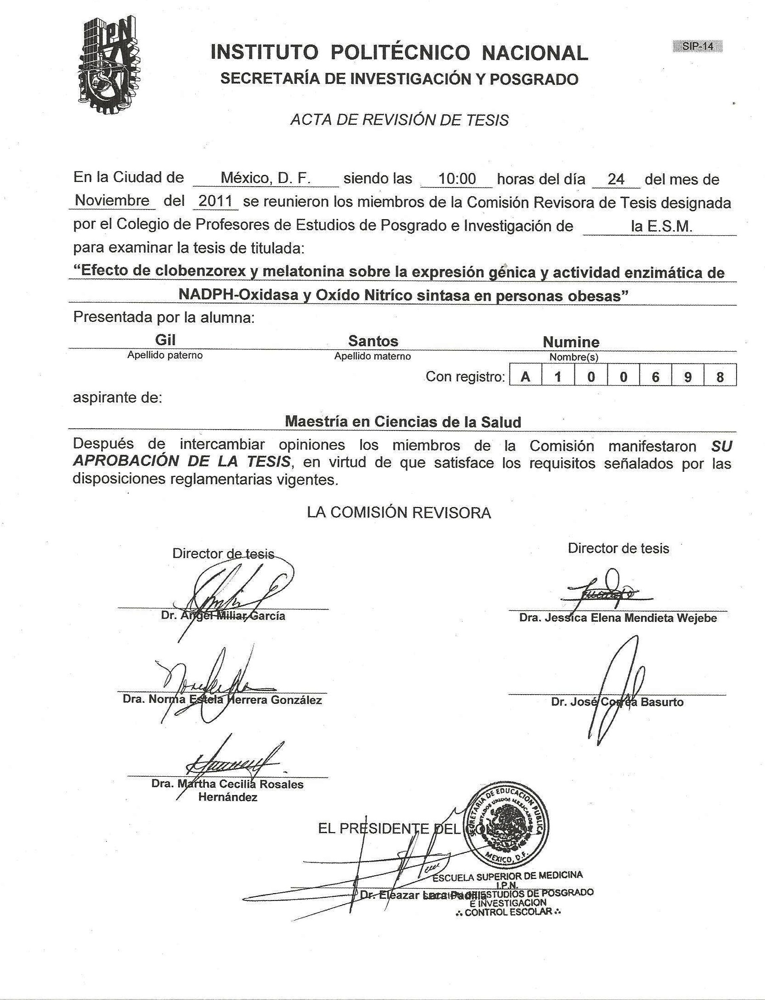 IPN
INSTITUTO POLITÉCNICO NACIONAL
SECRETARÍA DE INVESTIGACIÓN Y POSGRADO
SIP-14
ACTA DE REVISIÓN DE TESIS
En la Ciudad de México, D. F. siendo las 10:00 horas del día 24 del mes de
Noviembre del 2011 se reunieron los miembros de la Comisión Revisora de Tesis designada
por el Colegio de Profesores de Estudios de Posgrado e Investigación de la E.S.M.
para examinar la tesis de titulada:
“Efecto de clobenzorex y melatonina sobre la expresión génica y actividad enzimática de
NADPH-Oxidasa y Oxído Nitríco sintasa en personas obesas”
Presentada por la alumna:
Gil Santos Numine
Apellido paterno Apellido materno Nombre(s)
Con registro: A 1 0 0 6 9 8
aspirante de:
Maestría en Ciencias de la Salud
Después de intercambiar opiniones los miembros de la Comisión manifestaron SU
APROBACIÓN DE LA TESIS, en virtud de que satisface los requisitos señalados por las
disposiciones reglamentarias vigentes.
LA COMISIÓN REVISORA
Director de tesis Director de tesis
Dr. Angel Miliar García Dra. Jessica Elena Mendieta Wejebe
Dra. Norma Estela Herrera González Dr. José Correa Basurto
Dra. Martha Cecilia Rosales
Hernández
SECRETARIA DE EDUCACION PUBLICA
ESTADOS UNIDOS MEXICANOS
MEXICO, D.F.
EL PRESIDENTE DEL
ESCUELA SUPERIOR DE MEDICINA
I.P.N.
Dr. Eleazar Lara Padilla
ESTUDIOS DE POSGRADO
E INVESTIGACION
∴ CONTROL ESCOLAR ∴